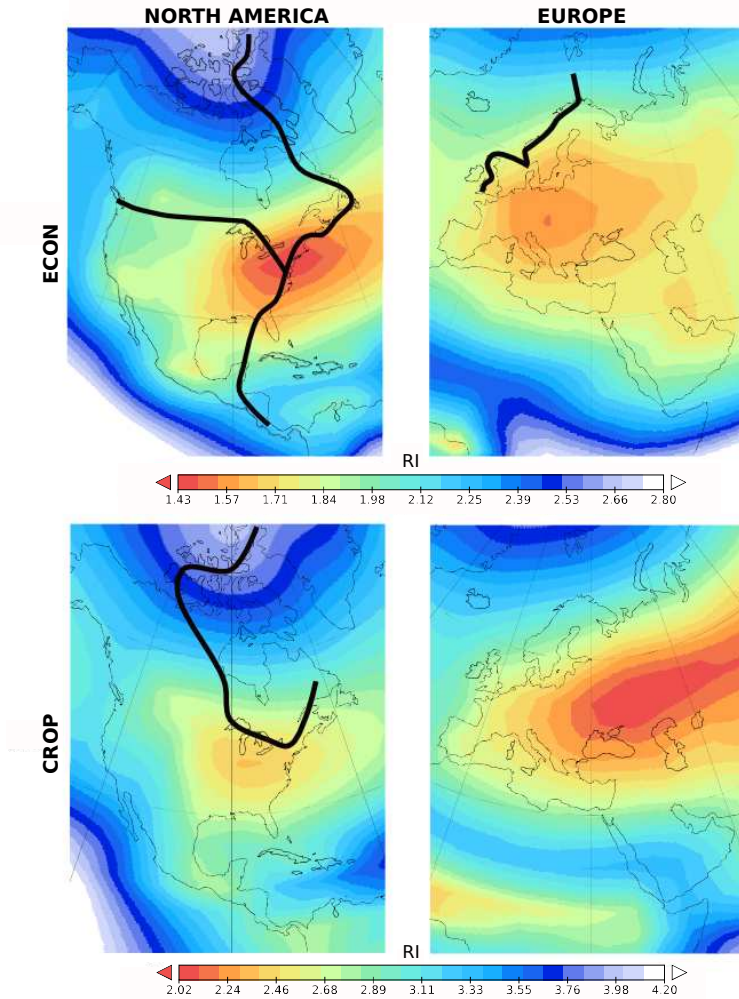 NORTH AMERICA EUROPE
ECON
RI
1.43 1.57 1.71 1.84 1.98 2.12 2.25 2.39 2.53 2.66 2.80
CROP
RI
2.02 2.24 2.46 2.68 2.89 3.11 3.33 3.55 3.76 3.98 4.20